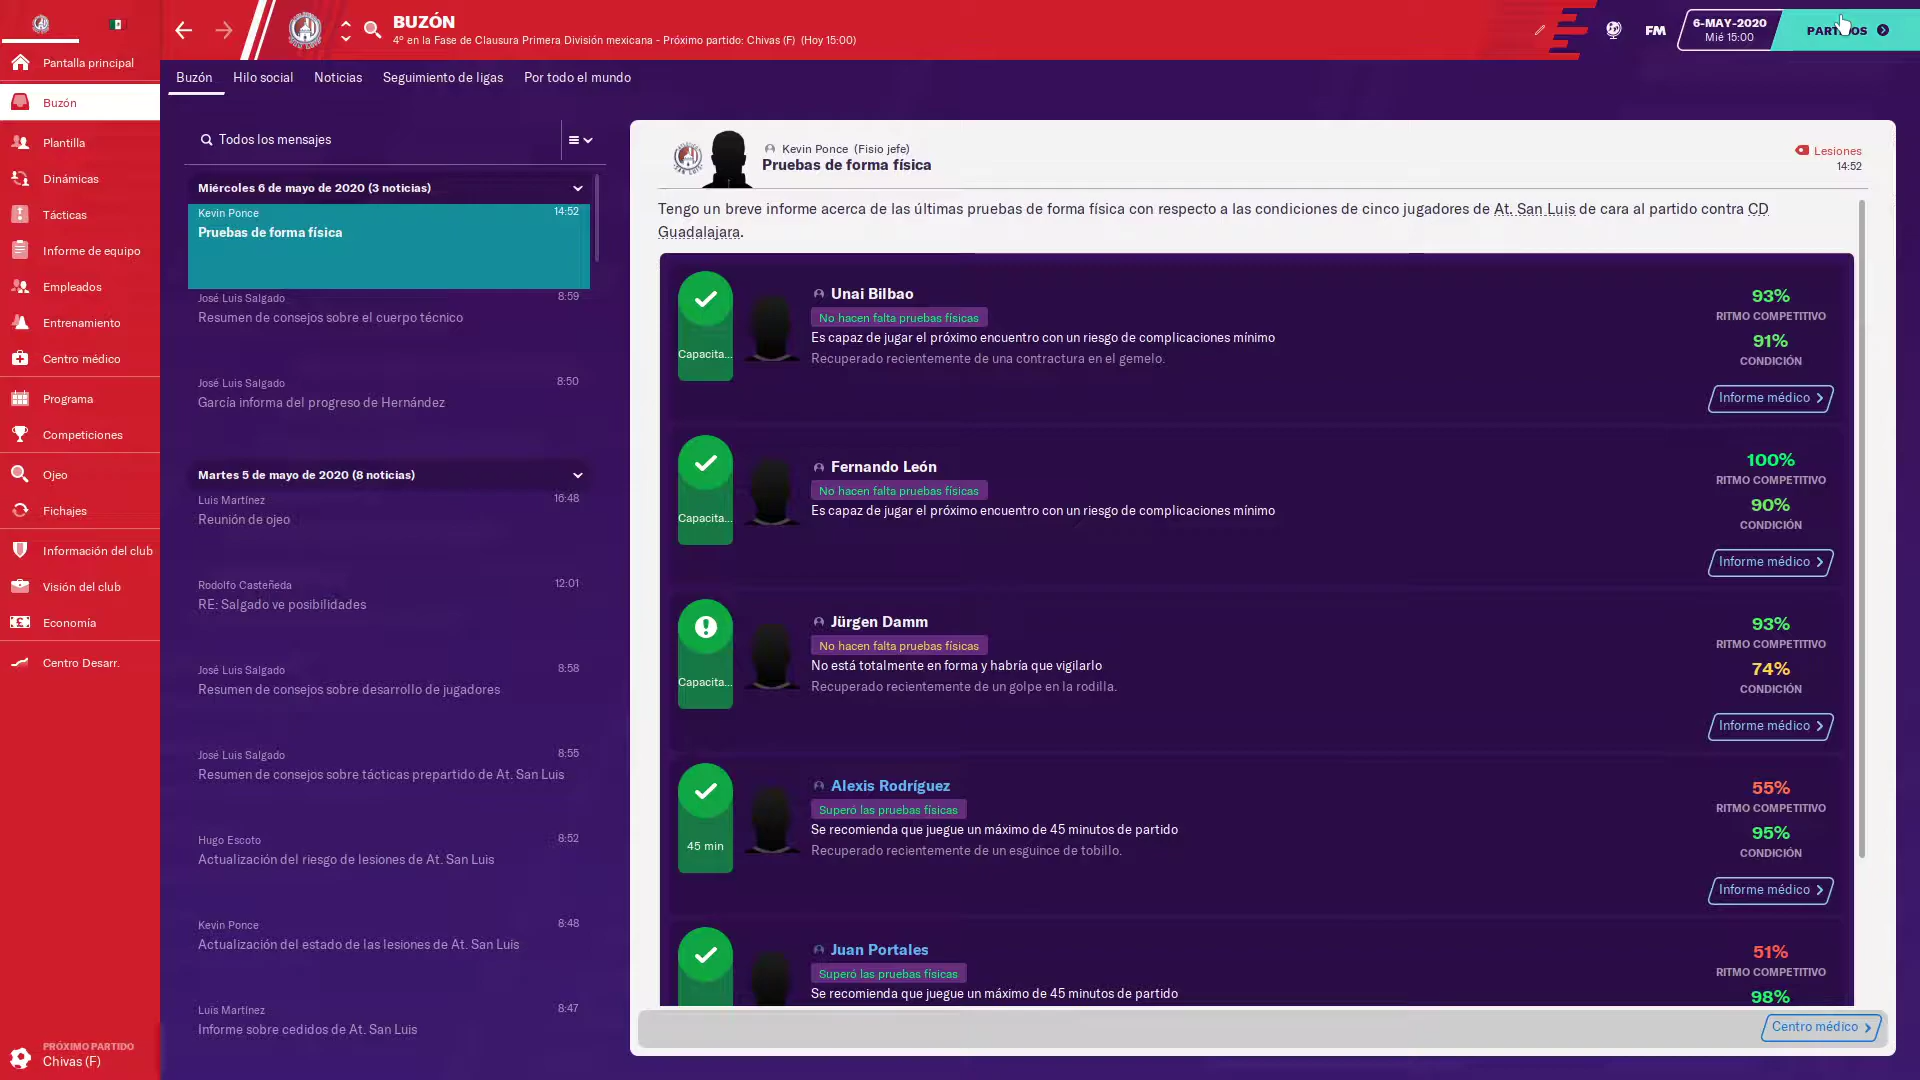 BUZÓN
4º en la Fase de Clausura Primera División mexicana - Próximo partido: Chivas (F) (Hoy 15:00)
FM
6-MAY-2020
Mié 15:00
Pantalla principal
Buzón
Plantilla
Dinámicas
Tácticas
Informe de equipo
Empleados
Entrenamiento
Centro médico
Programa
Competiciones
Ojeo
Fichajes
Información del club
Visión del club
Economía
Centro Desarr.
PRÓXIMO PARTIDO
Chivas (F)
Buzón Hilo social Noticias Seguimiento de ligas Por todo el mundo
Todos los mensajes
Miércoles 6 de mayo de 2020 (3 noticias)
Kevin Ponce 14:52
Pruebas de forma física
José Luis Salgado 8:59
Resumen de consejos sobre el cuerpo técnico
José Luis Salgado 8:50
García informa del progreso de Hernández
Martes 5 de mayo de 2020 (8 noticias)
Luis Martínez 16:48
Reunión de ojeo
Rodolfo Casteñeda 12:01
RE: Salgado ve posibilidades
José Luis Salgado 8:58
Resumen de consejos sobre desarrollo de jugadores
José Luis Salgado 8:55
Resumen de consejos sobre tácticas prepartido de At. San Luis
Hugo Escoto 8:52
Actualización del riesgo de lesiones de At. San Luis
Kevin Ponce 8:48
Actualización del estado de las lesiones de At. San Luis
Luis Martínez 8:47
Informe sobre cedidos de At. San Luis
Kevin Ponce (Fisio jefe)
Pruebas de forma física
Lesiones
14:52
Tengo un breve informe acerca de las últimas pruebas de forma física con respecto a las condiciones de cinco jugadores de At. San Luis de cara al partido contra CD
Guadalajara.
Capacita...
Unai Bilbao
No hacen falta pruebas físicas
Es capaz de jugar el próximo encuentro con un riesgo de complicaciones mínimo
Recuperado recientemente de una contractura en el gemelo.
93%
RITMO COMPETITIVO
91%
CONDICIÓN
Informe médico
Capacita...
Fernando León
No hacen falta pruebas físicas
Es capaz de jugar el próximo encuentro con un riesgo de complicaciones mínimo
100%
RITMO COMPETITIVO
90%
CONDICIÓN
Informe médico
Capacita...
Jürgen Damm
No hacen falta pruebas físicas
No está totalmente en forma y habría que vigilarlo
Recuperado recientemente de un golpe en la rodilla.
93%
RITMO COMPETITIVO
74%
CONDICIÓN
Informe médico
45 min
Alexis Rodríguez
Superó las pruebas físicas
Se recomienda que juegue un máximo de 45 minutos de partido
Recuperado recientemente de un esguince de tobillo.
55%
RITMO COMPETITIVO
95%
CONDICIÓN
Informe médico
Juan Portales
Superó las pruebas físicas
Se recomienda que juegue un máximo de 45 minutos de partido
51%
RITMO COMPETITIVO
98%
Centro médico